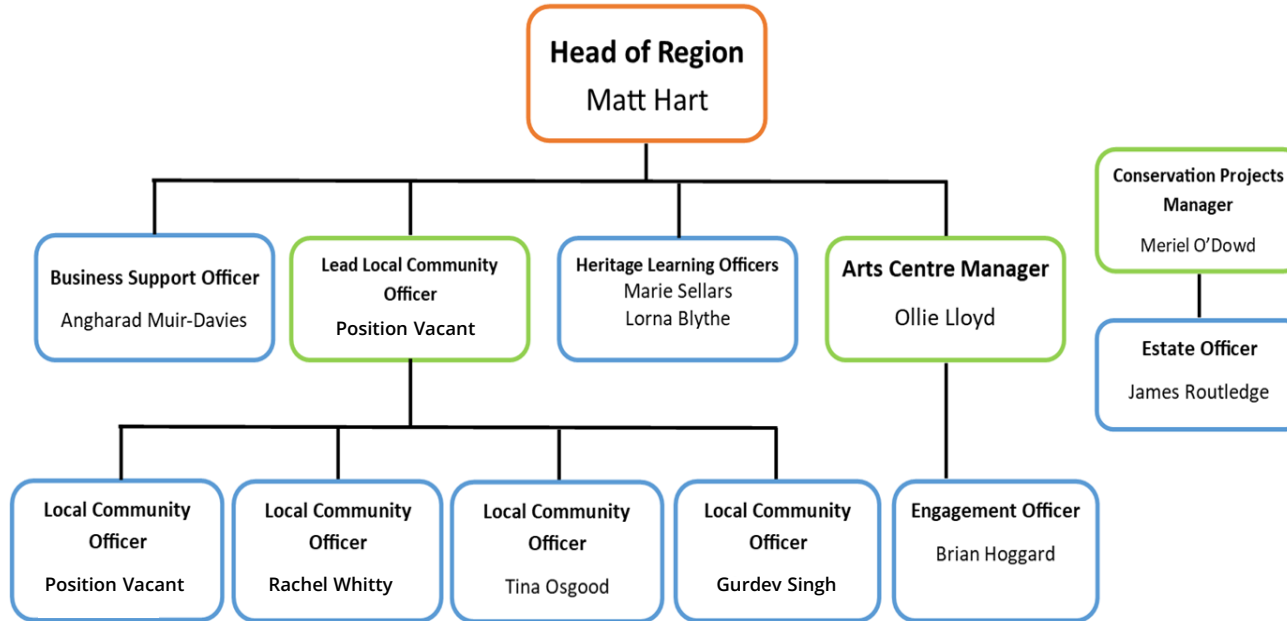 Head of Region
Matt Hart
Conservation Projects
Manager
Meriel O’Dowd
Business Support Officer
Angharad Muir-Davies
Lead Local Community
Officer
Position Vacant
Heritage Learning Officers
Marie Sellars
Lorna Blythe
Arts Centre Manager
Ollie Lloyd
Estate Officer
James Routledge
Local Community
Officer
Position Vacant
Local Community
Officer
Rachel Whitty
Local Community
Officer
Tina Osgood
Local Community
Officer
Gurdev Singh
Engagement Officer
Brian Hoggard